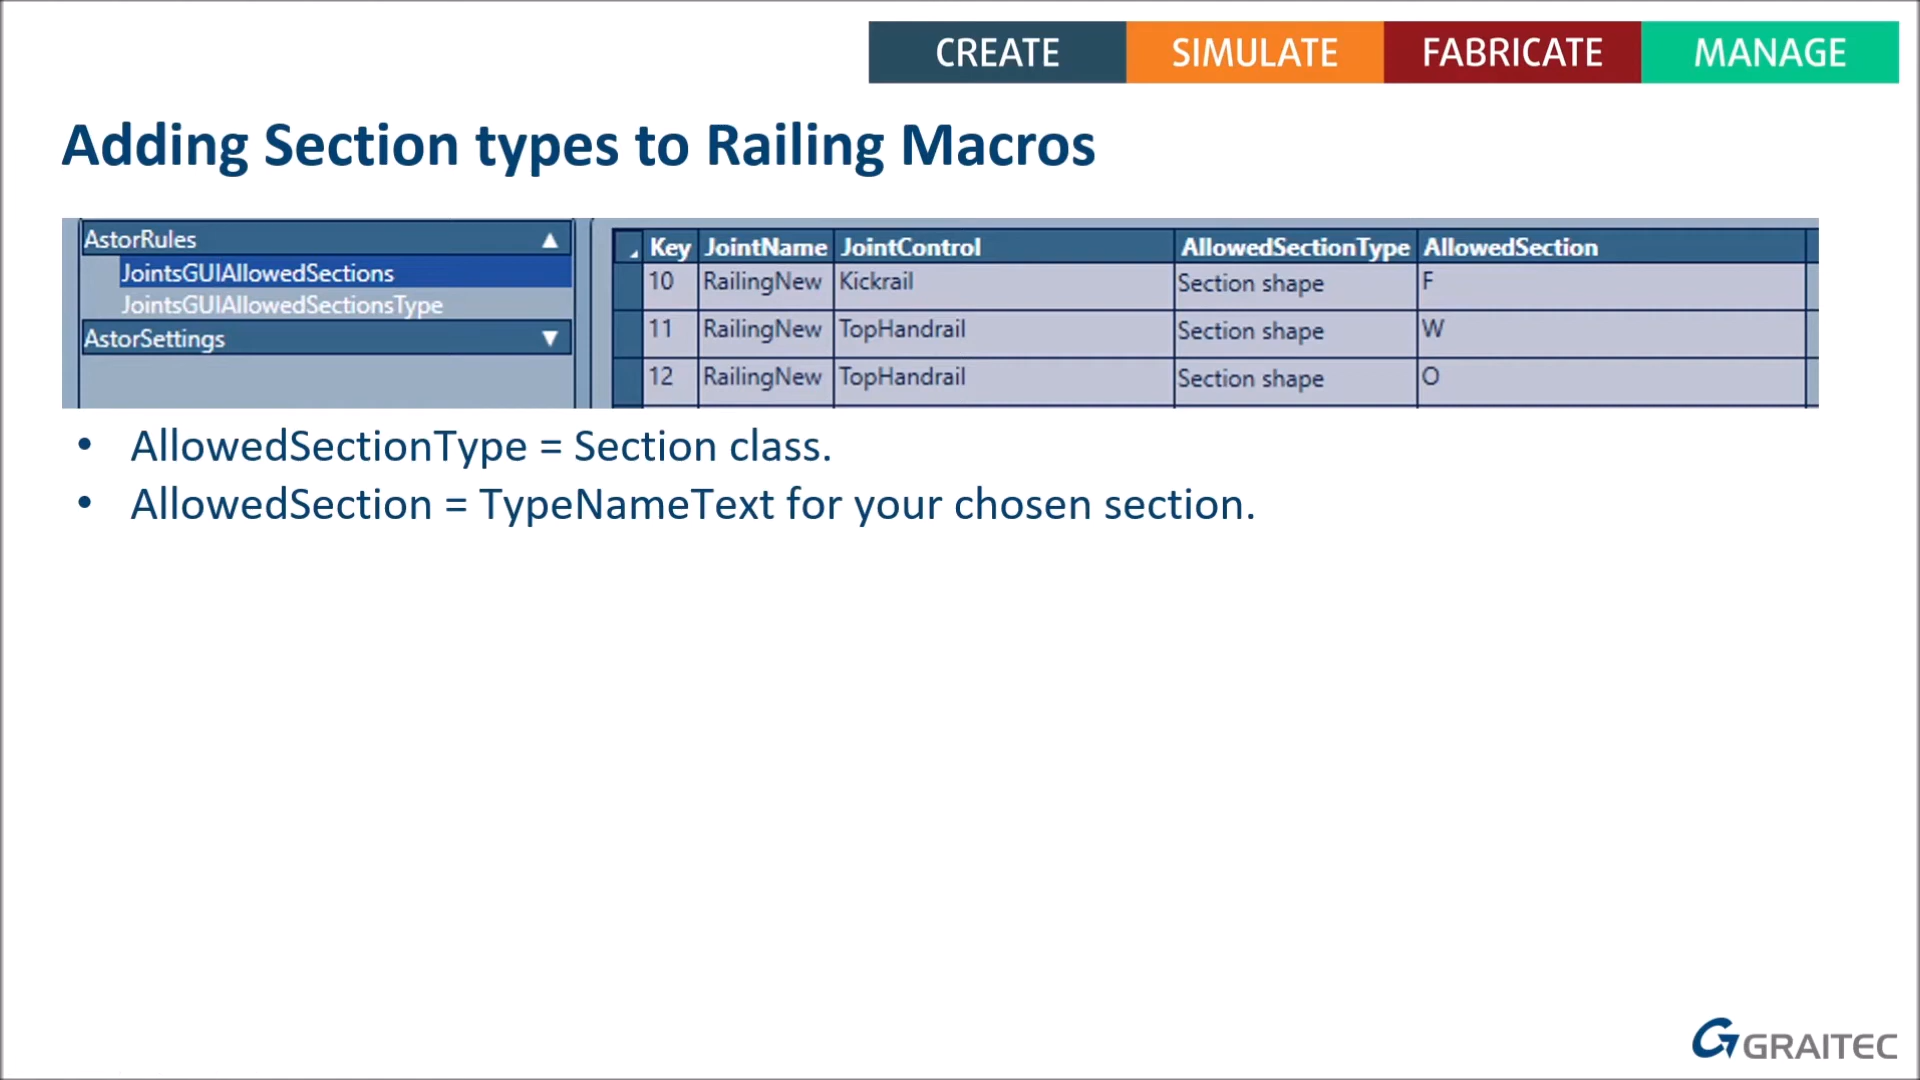 CREATE SIMULATE FABRICATE MANAGE
Adding Section types to Railing Macros
AstorRules
JointsGUIAllowedSections
JointsGUIAllowedSectionsType
AstorSettings
Key JointName JointControl AllowedSectionType AllowedSection
10 RailingNew Kickrail Section shape F
11 RailingNew TopHandrail Section shape W
12 RailingNew TopHandrail Section shape O
• AllowedSectionType = Section class.
• AllowedSection = TypeNameText for your chosen section.
GRAITEC